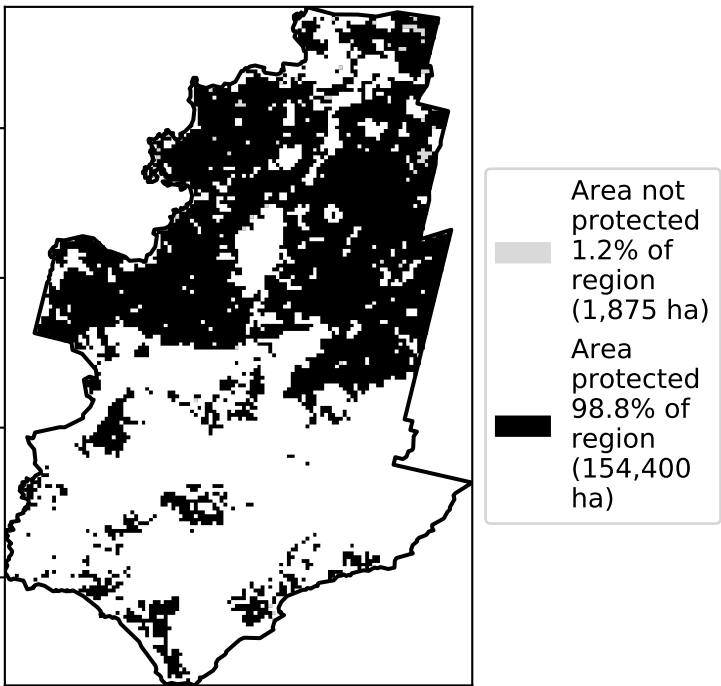 Area not
protected
1.2% of
region
(1,875 ha)
Area
protected
98.8% of
region
(154,400
ha)